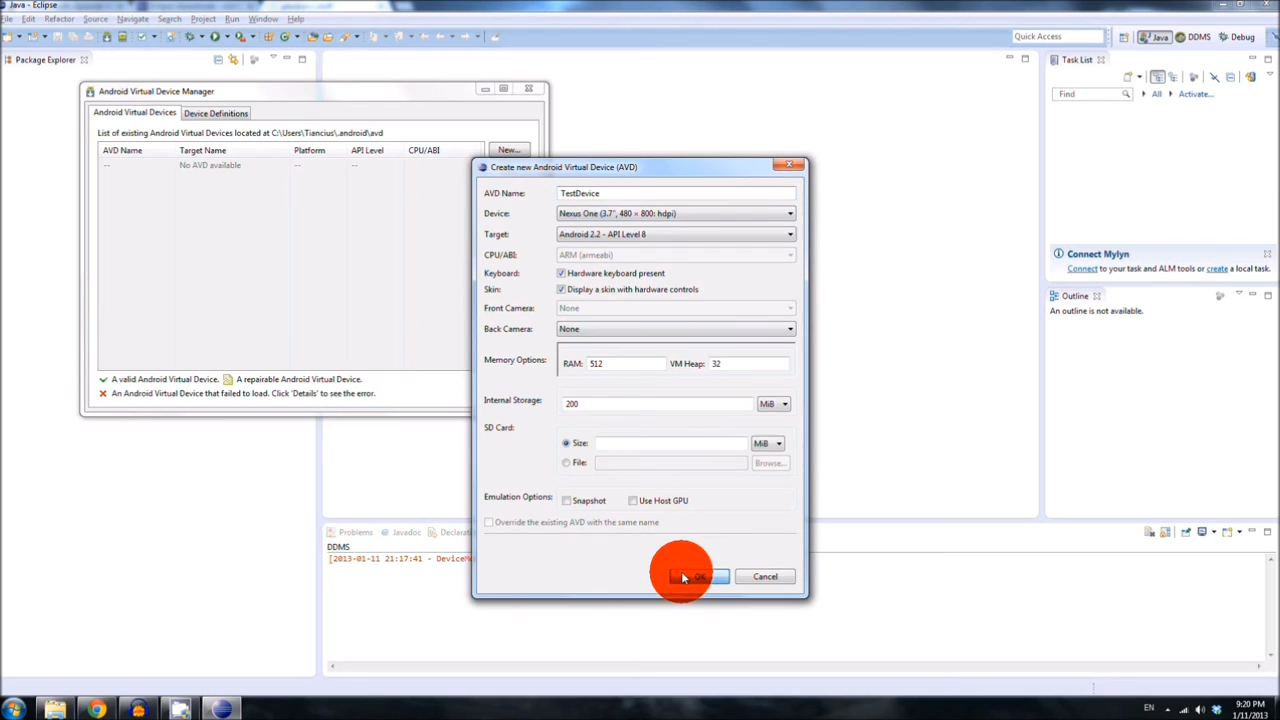 Java - Eclipse
File Edit Refactor Source Navigate Search Project Run Window Help
Quick Access Java DDMS Debug
Package Explorer
Task List
Find All Activate...
Android Virtual Device Manager
Android Virtual Devices Device Definitions
List of existing Android Virtual Devices located at C:\Users\Tiancius\.android\avd
AVD Name Target Name Platform API Level CPU/ABI New...
-- No AVD available -- --
A valid Android Virtual Device. A repairable Android Virtual Device.
An Android Virtual Device that failed to load. Click 'Details' to see the error.
Create new Android Virtual Device (AVD)
AVD Name: TestDevice
Device: Nexus One (3.7", 480 × 800: hdpi)
Target: Android 2.2 - API Level 8
CPU/ABI: ARM (armeabi)
Keyboard: Hardware keyboard present
Skin: Display a skin with hardware controls
Front Camera: None
Back Camera: None
Memory Options: RAM: 512 VM Heap: 32
Internal Storage: 200 MiB
SD Card:
Size: MiB
File: Browse...
Emulation Options: Snapshot Use Host GPU
Override the existing AVD with the same name
OK Cancel
Connect Mylyn
Connect to your task and ALM tools or create a local task.
Outline
An outline is not available.
Problems Javadoc
DDMS
[2013-01-11 21:17:41 -
EN 9:20 PM
1/11/2013